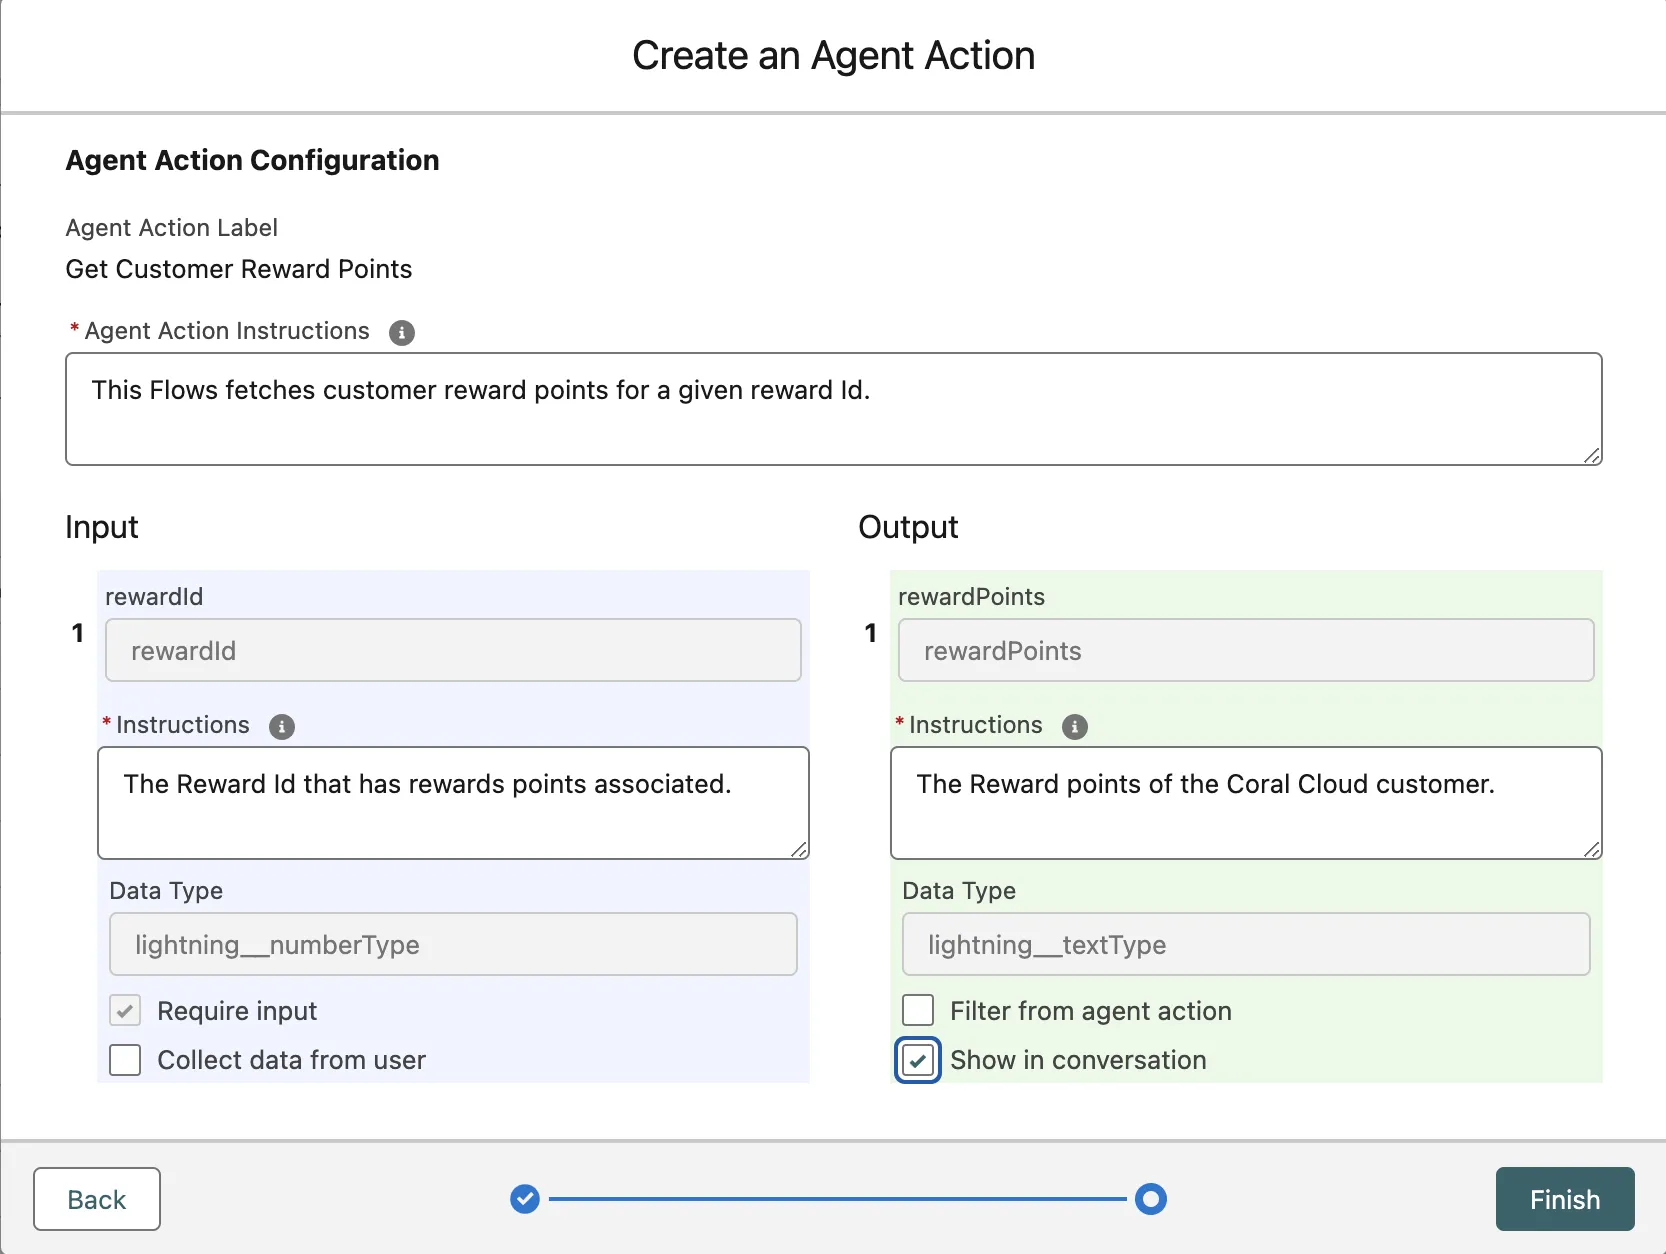 Create an Agent Action
Agent Action Configuration
Agent Action Label
Get Customer Reward Points
* Agent Action Instructions
This Flows fetches customer reward points for a given reward Id.
Input
1
rewardId
rewardId
* Instructions
The Reward Id that has rewards points associated.
Data Type
lightning__numberType
Require input
Collect data from user
Output
1
rewardPoints
rewardPoints
* Instructions
The Reward points of the Coral Cloud customer.
Data Type
lightning__textType
Filter from agent action
Show in conversation
Back
Finish